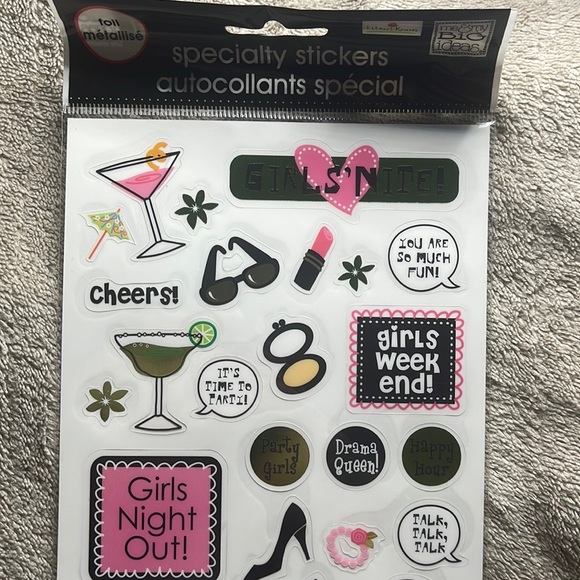 foil
métallisé
specialty stickers
autocollants spécial
me&my
BiG
ideas
GiRLS'NiTE!
YOU ARE
SO MUCH
FUN!
Cheers!
girls
week
end!
iT'S
TiME TO
PARTY!
Party
Girls
Drama
Queen!
Happy
Hour
Girls
Night
Out!
TALK,
TALK,
TALK